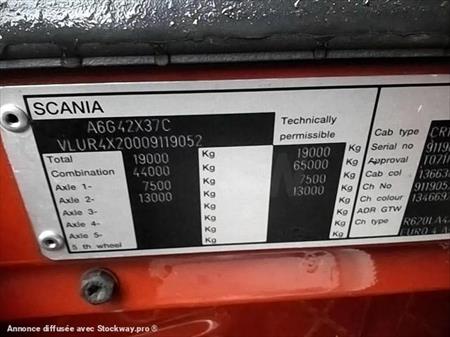 SCANIA
A6G42X37C
VLUR4X20009119052
Technically
permissible
Total 19000 Kg 19000 Kg
Combination 44000 Kg 65000 Kg
Axle 1- 7500 Kg 7500 Kg
Axle 2- 13000 Kg 13000 Kg
Axle 3- Kg Kg
Axle 4- Kg Kg
Axle 5- Kg Kg
5 th wheel Kg Kg
Cab type
Approval
Cab col
Ch No
Ch colour
ADR GTW
Ch type
EURO 4
Annonce diffusée avec Stockway.pro®